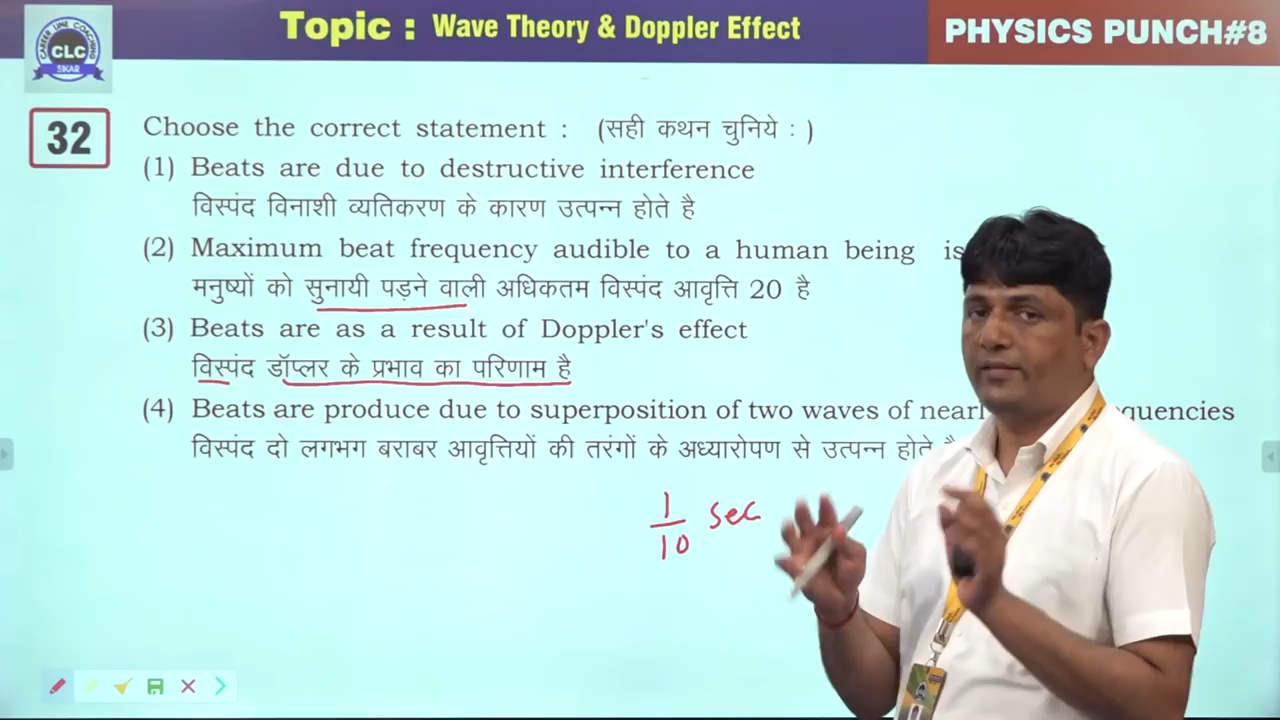 CAREER LINE COACHING
CLC
SIKAR
Topic : Wave Theory & Doppler Effect
PHYSICS PUNCH#8
32
Choose the correct statement : (सही कथन चुनिये : )
(1) Beats are due to destructive interference
विस्पंद विनाशी व्यतिकरण के कारण उत्पन्न होते है
(2) Maximum beat frequency audible to a human being is
मनुष्यों को सुनायी पड़ने वाली अधिकतम विस्पंद आवृत्ति 20 है
(3) Beats are as a result of Doppler's effect
विस्पंद डॉप्लर के प्रभाव का परिणाम है
(4) Beats are produce due to superposition of two waves of
विस्पंद दो लगभग बराबर आवृत्तियों की तरंगों के अध्यारोपण से उत्पन्न होते
1/10 sec